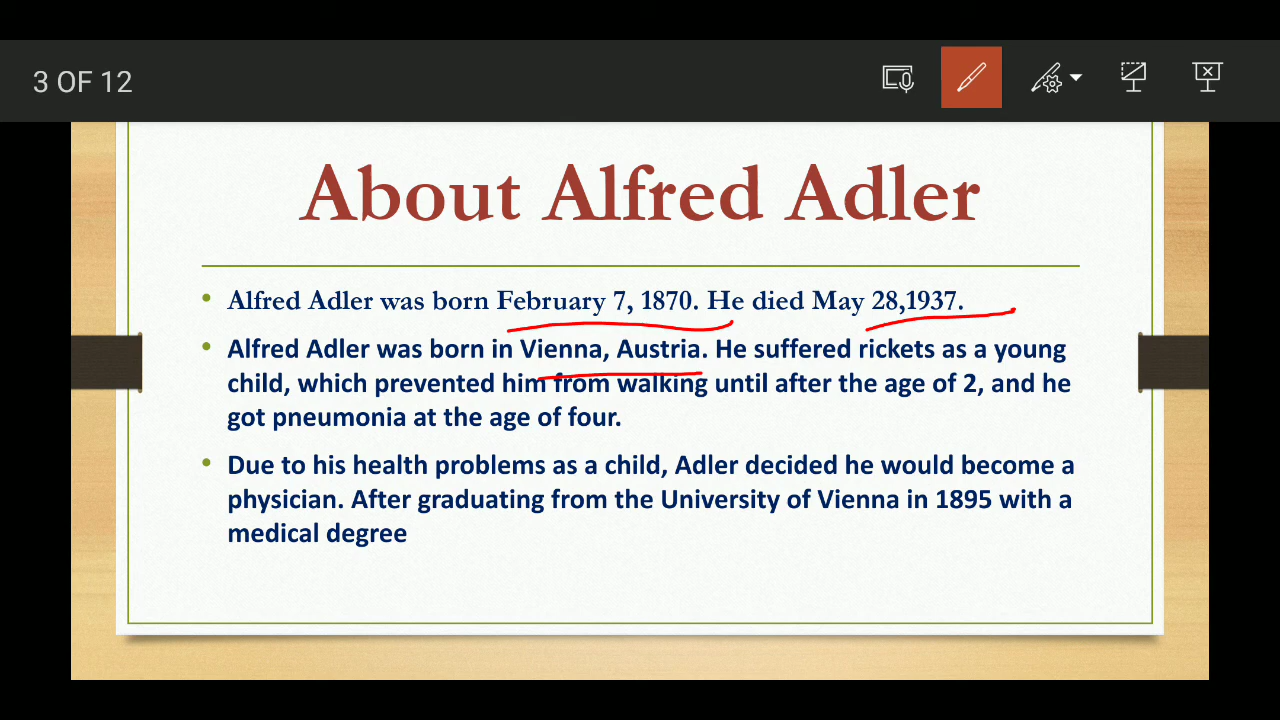 3 OF 12
About Alfred Adler
• Alfred Adler was born February 7, 1870. He died May 28,1937.
• Alfred Adler was born in Vienna, Austria. He suffered rickets as a young
child, which prevented him from walking until after the age of 2, and he
got pneumonia at the age of four.
• Due to his health problems as a child, Adler decided he would become a
physician. After graduating from the University of Vienna in 1895 with a
medical degree